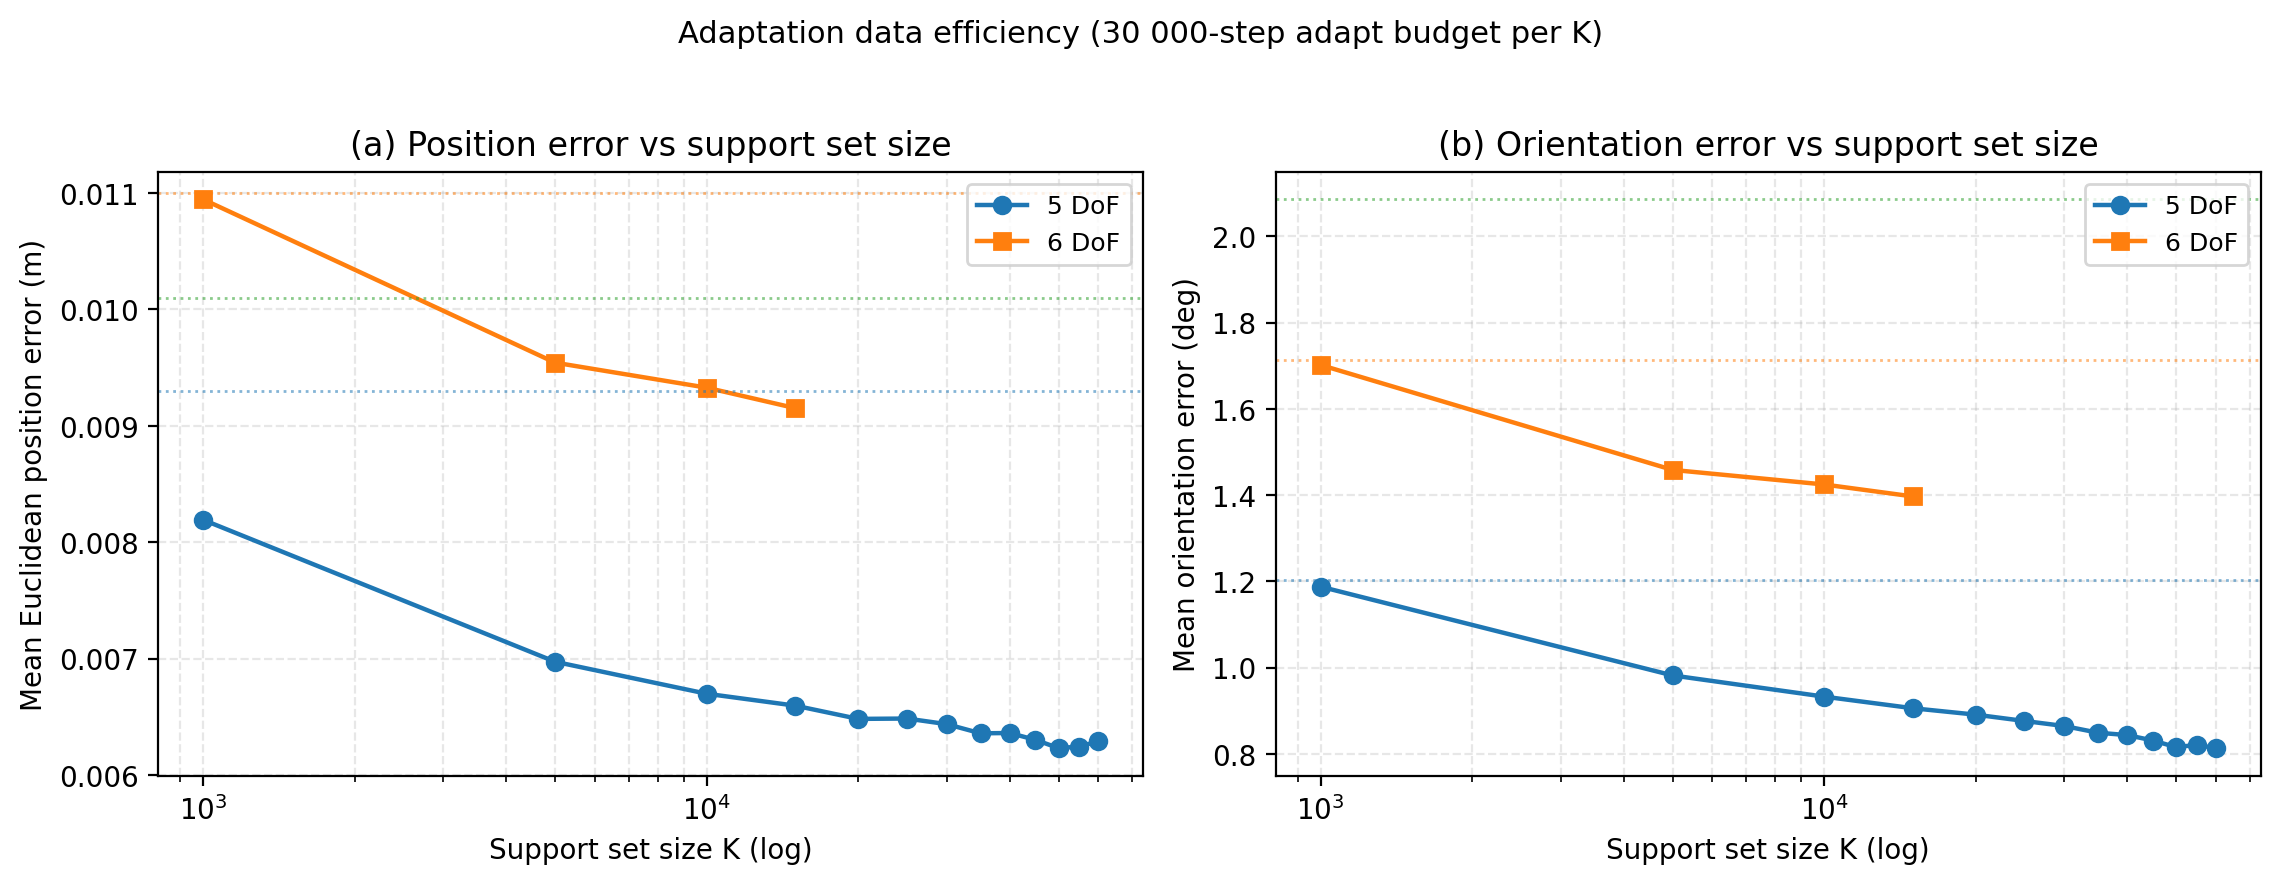 Adaptation data efficiency (30 000-step adapt budget per K)
(a) Position error vs support set size
Mean Euclidean position error (m)
0.011
0.010
0.009
0.008
0.007
0.006
5 DoF
6 DoF
10³
10⁴
Support set size K (log)
(b) Orientation error vs support set size
Mean orientation error (deg)
2.0
1.8
1.6
1.4
1.2
1.0
0.8
5 DoF
6 DoF
10³
10⁴
Support set size K (log)